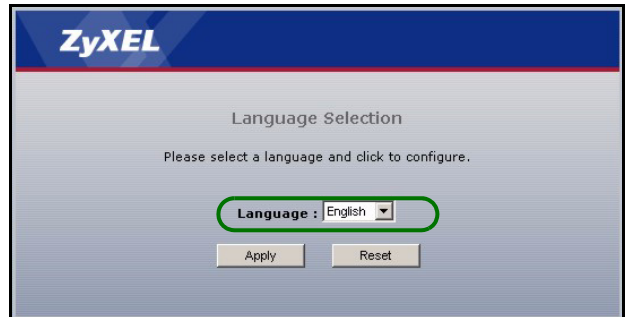 ZyXEL
Language Selection
Please select a language and click to configure.
Language : English
Apply Reset